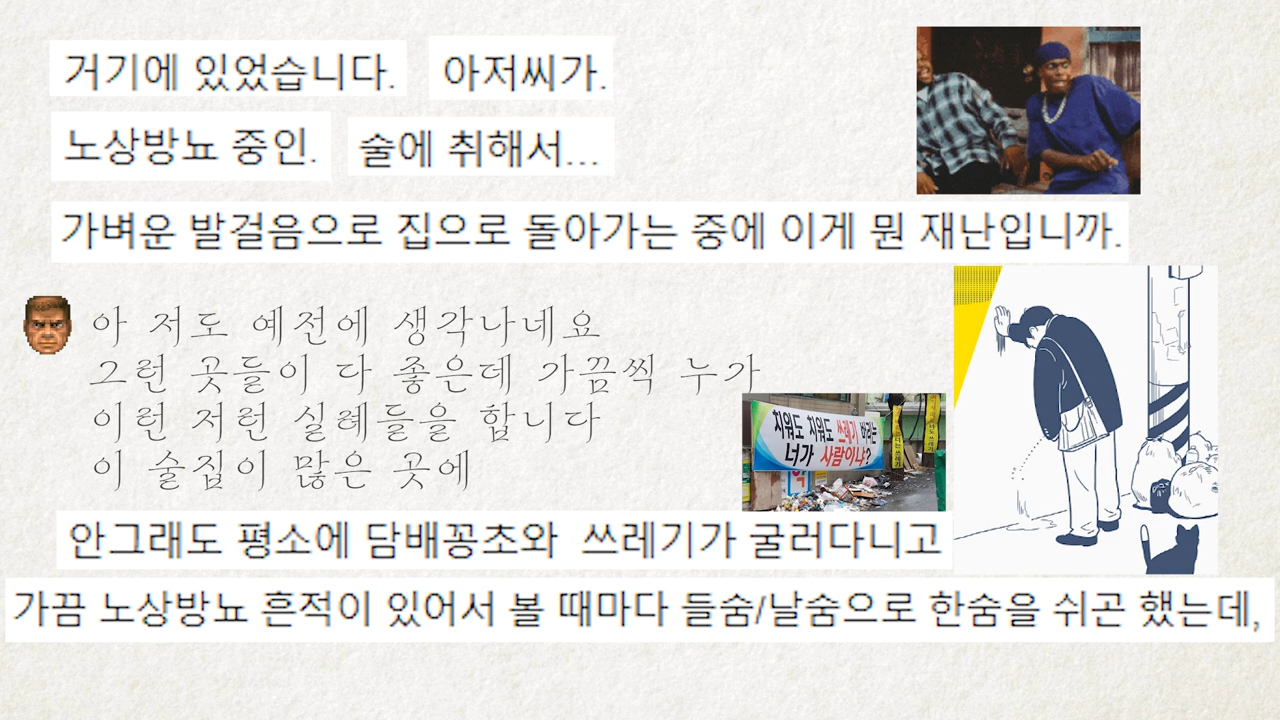 거기에 있었습니다. 아저씨가.
노상방뇨 중인. 술에 취해서...
가벼운 발걸음으로 집으로 돌아가는 중에 이게 뭔 재난입니까.
아 저도 예전에 생각나네요
그런 곳들이 다 좋은데 가끔씩 누가
이런 저런 실례들을 합니다
이 술집이 많은 곳에
치워도 치워도 쓰레기 버리는
너가 사람이냐?
안그래도 평소에 담배꽁초와 쓰레기가 굴러다니고
가끔 노상방뇨 흔적이 있어서 볼 때마다 들숨/날숨으로 한숨을 쉬곤 했는데,